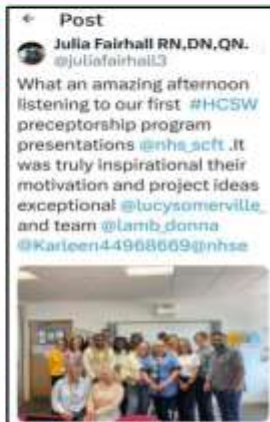 Post
Julia Fairhall RN,DN,QN.
@juliafairhall3
What an amazing afternoon
listening to our first #HCSW
preceptorship program
presentations @nhs_scft .It
was truly inspirational their
motivation and project ideas
exceptional @lucysomerville_
and team @lamb_donna
@Karleen44968669@nhse